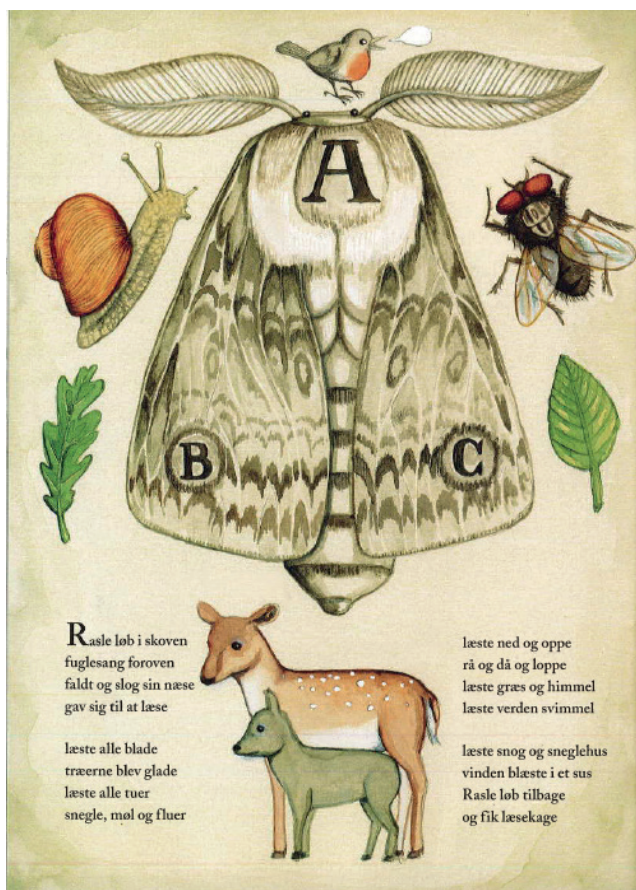 A
B
C
Rasle løb i skoven
fuglesang foroven
faldt og slog sin næse
gav sig til at læse
læste alle blade
træerne blev glade
læste alle tuer
snegle, møl og fluer
læste ned og oppe
rå og då og loppe
læste græs og himmel
læste verden svimmel
læste snog og sneglehus
vinden blæste i et sus
Rasle løb tilbage
og fik læsekage